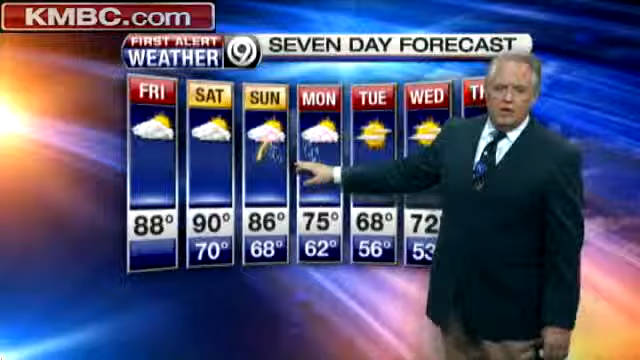 KMBC.com
FIRST ALERT
WEATHER 9
SEVEN DAY FORECAST
FRI SAT SUN MON TUE WED
88° 90° 86° 75° 68° 72°
70° 68° 62° 56° 53